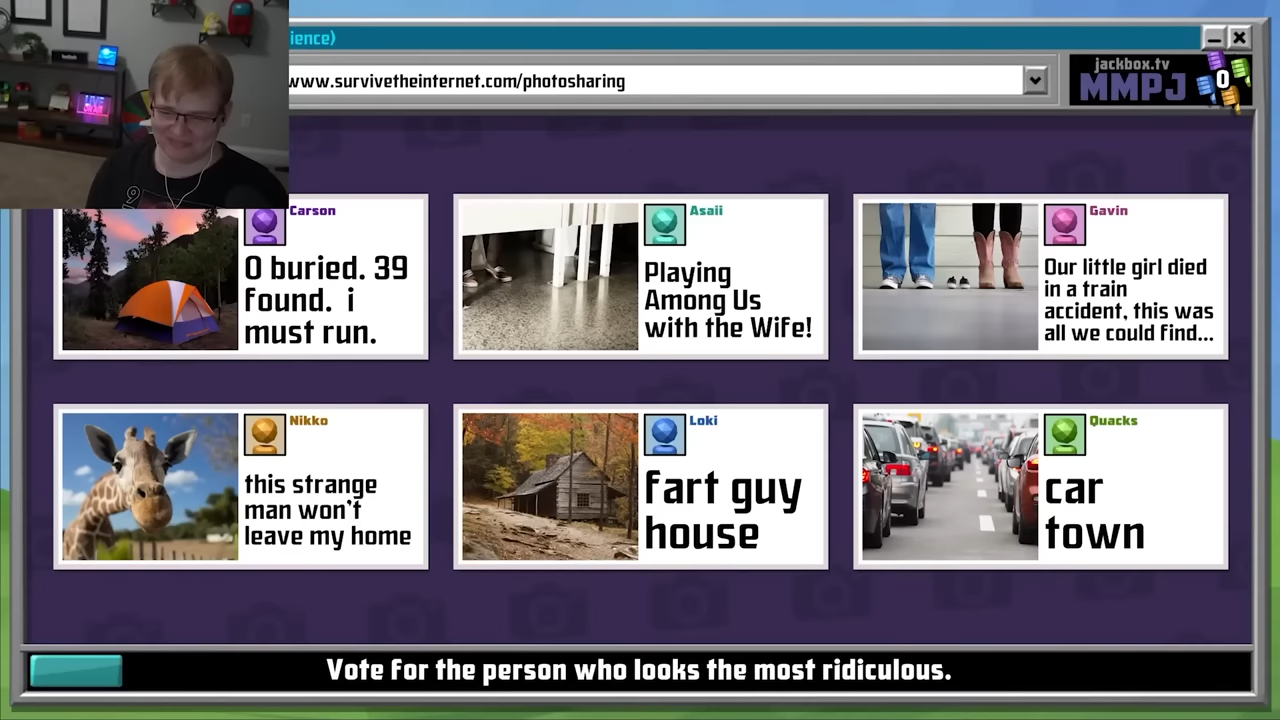 ience)
www.survivetheinternet.com/photosharing
jackbox.tv
MMPJ
0
Carson
0 buried. 39
found. i
must run.
Asaii
Playing
Among Us
with the Wife!
Gavin
Our little girl died
in a train
accident, this was
all we could find...
Nikko
this strange
man won't
leave my home
Loki
fart guy
house
Quacks
car
town
Vote for the person who looks the most ridiculous.